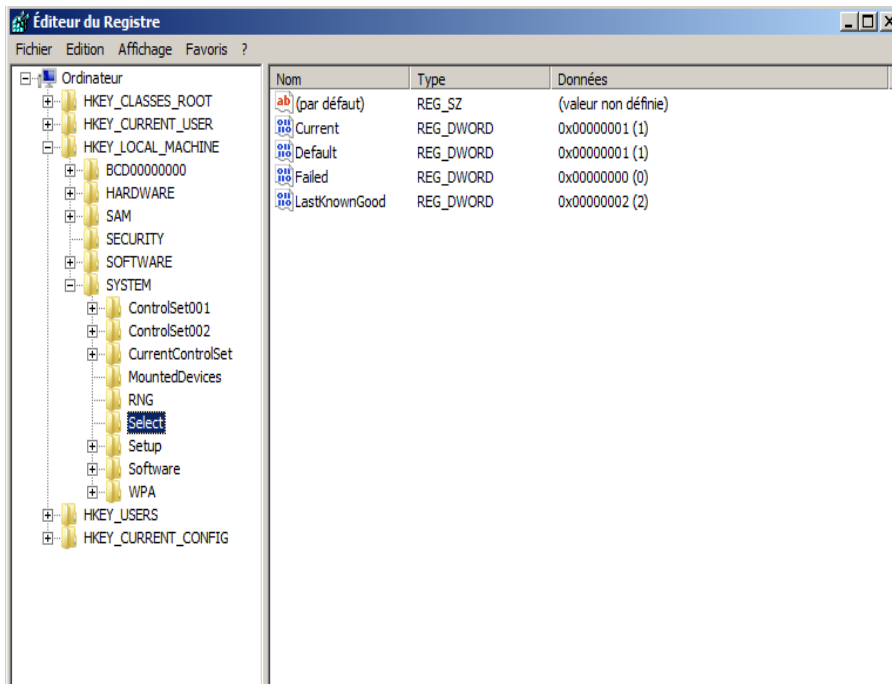 Éditeur du Registre
Fichier Edition Affichage Favoris ?
Ordinateur
HKEY_CLASSES_ROOT
HKEY_CURRENT_USER
HKEY_LOCAL_MACHINE
BCD00000000
HARDWARE
SAM
SECURITY
SOFTWARE
SYSTEM
ControlSet001
ControlSet002
CurrentControlSet
MountedDevices
RNG
Select
Setup
Software
WPA
HKEY_USERS
HKEY_CURRENT_CONFIG
Nom Type Données
(par défaut) REG_SZ (valeur non définie)
Current REG_DWORD 0x00000001 (1)
Default REG_DWORD 0x00000001 (1)
Failed REG_DWORD 0x00000000 (0)
LastKnownGood REG_DWORD 0x00000002 (2)